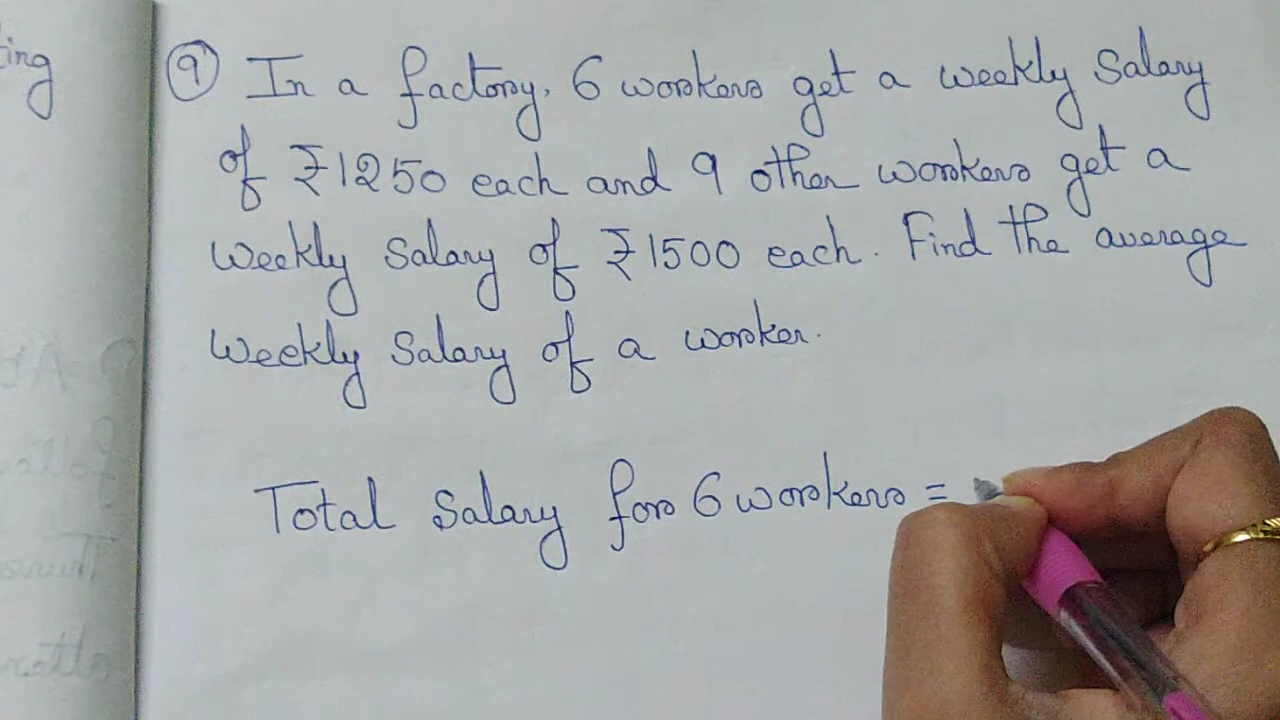 ing
9 In a factory, 6 workers get a weekly Salary
of ₹1250 each and 9 other workers get a
weekly Salary of ₹1500 each. Find the average
weekly Salary of a worker.
Total Salary for 6 workers =